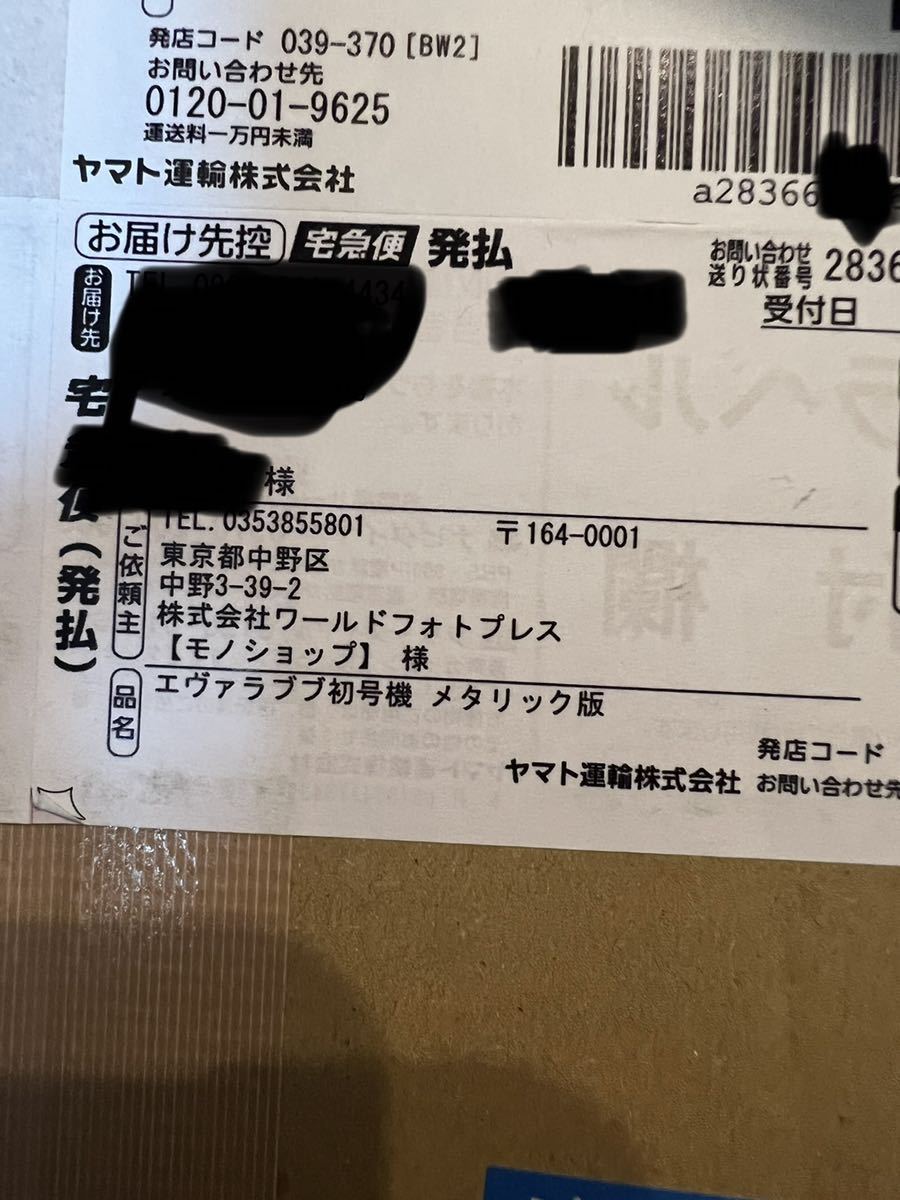 発店コード 039-370 [BW2]
お問い合わせ先
0120-01-9625
運送料一万円未満
ヤマト運輸株式会社
a28366
お届け先控 宅急便 発払
お問い合わせ
送り状番号 2836
受付日
お届け先
TEL 4434
様
宅 便(発払)
ご依頼主
TEL. 0353855801 〒164-0001
東京都中野区
中野3-39-2
株式会社ワールドフォトプレス
【モノショップ】 様
品名
エヴァラブブ初号機 メタリック版
発店コード
ヤマト運輸株式会社 お問い合わせ先